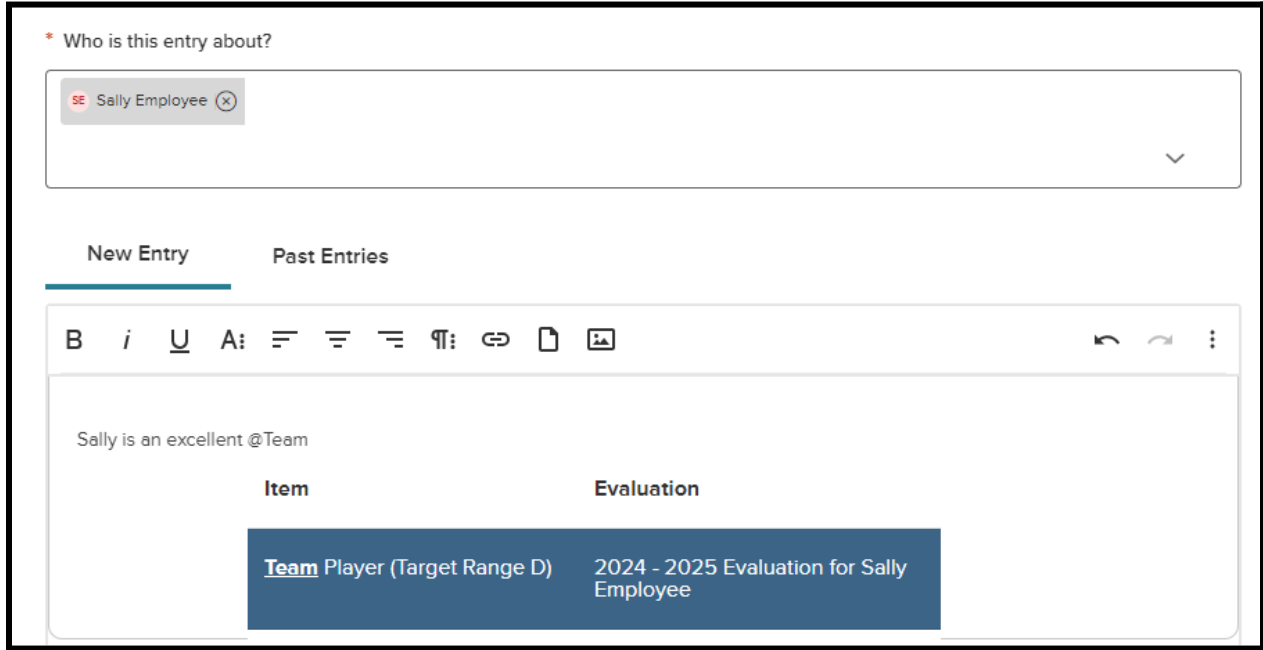 * Who is this entry about?
SE Sally Employee
New Entry Past Entries
B i U A
Sally is an excellent @Team
Item Evaluation
Team Player (Target Range D) 2024 - 2025 Evaluation for Sally
Employee